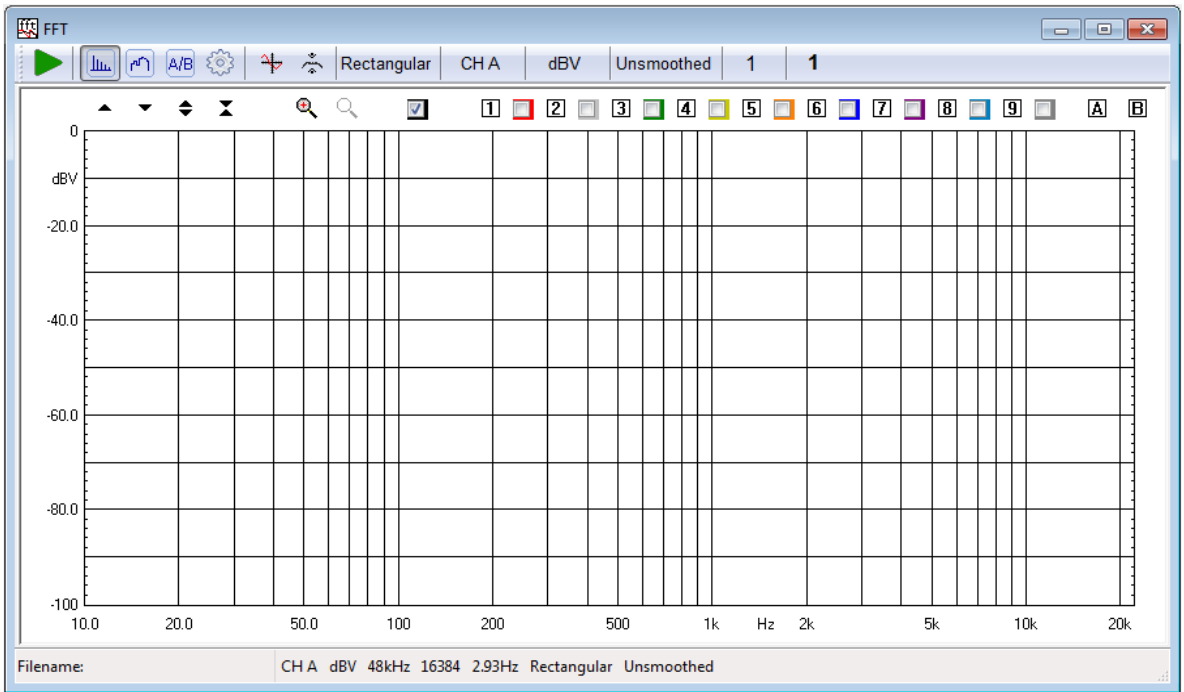 FFT
A/B Rectangular CH A dBV Unsmoothed 1 1
1 2 3 4 5 6 7 8 9 A B
0
dBV
-20.0
-40.0
-60.0
-80.0
-100
10.0 20.0 50.0 100 200 500 1k Hz 2k 5k 10k 20k
Filename: CH A dBV 48kHz 16384 2.93Hz Rectangular Unsmoothed